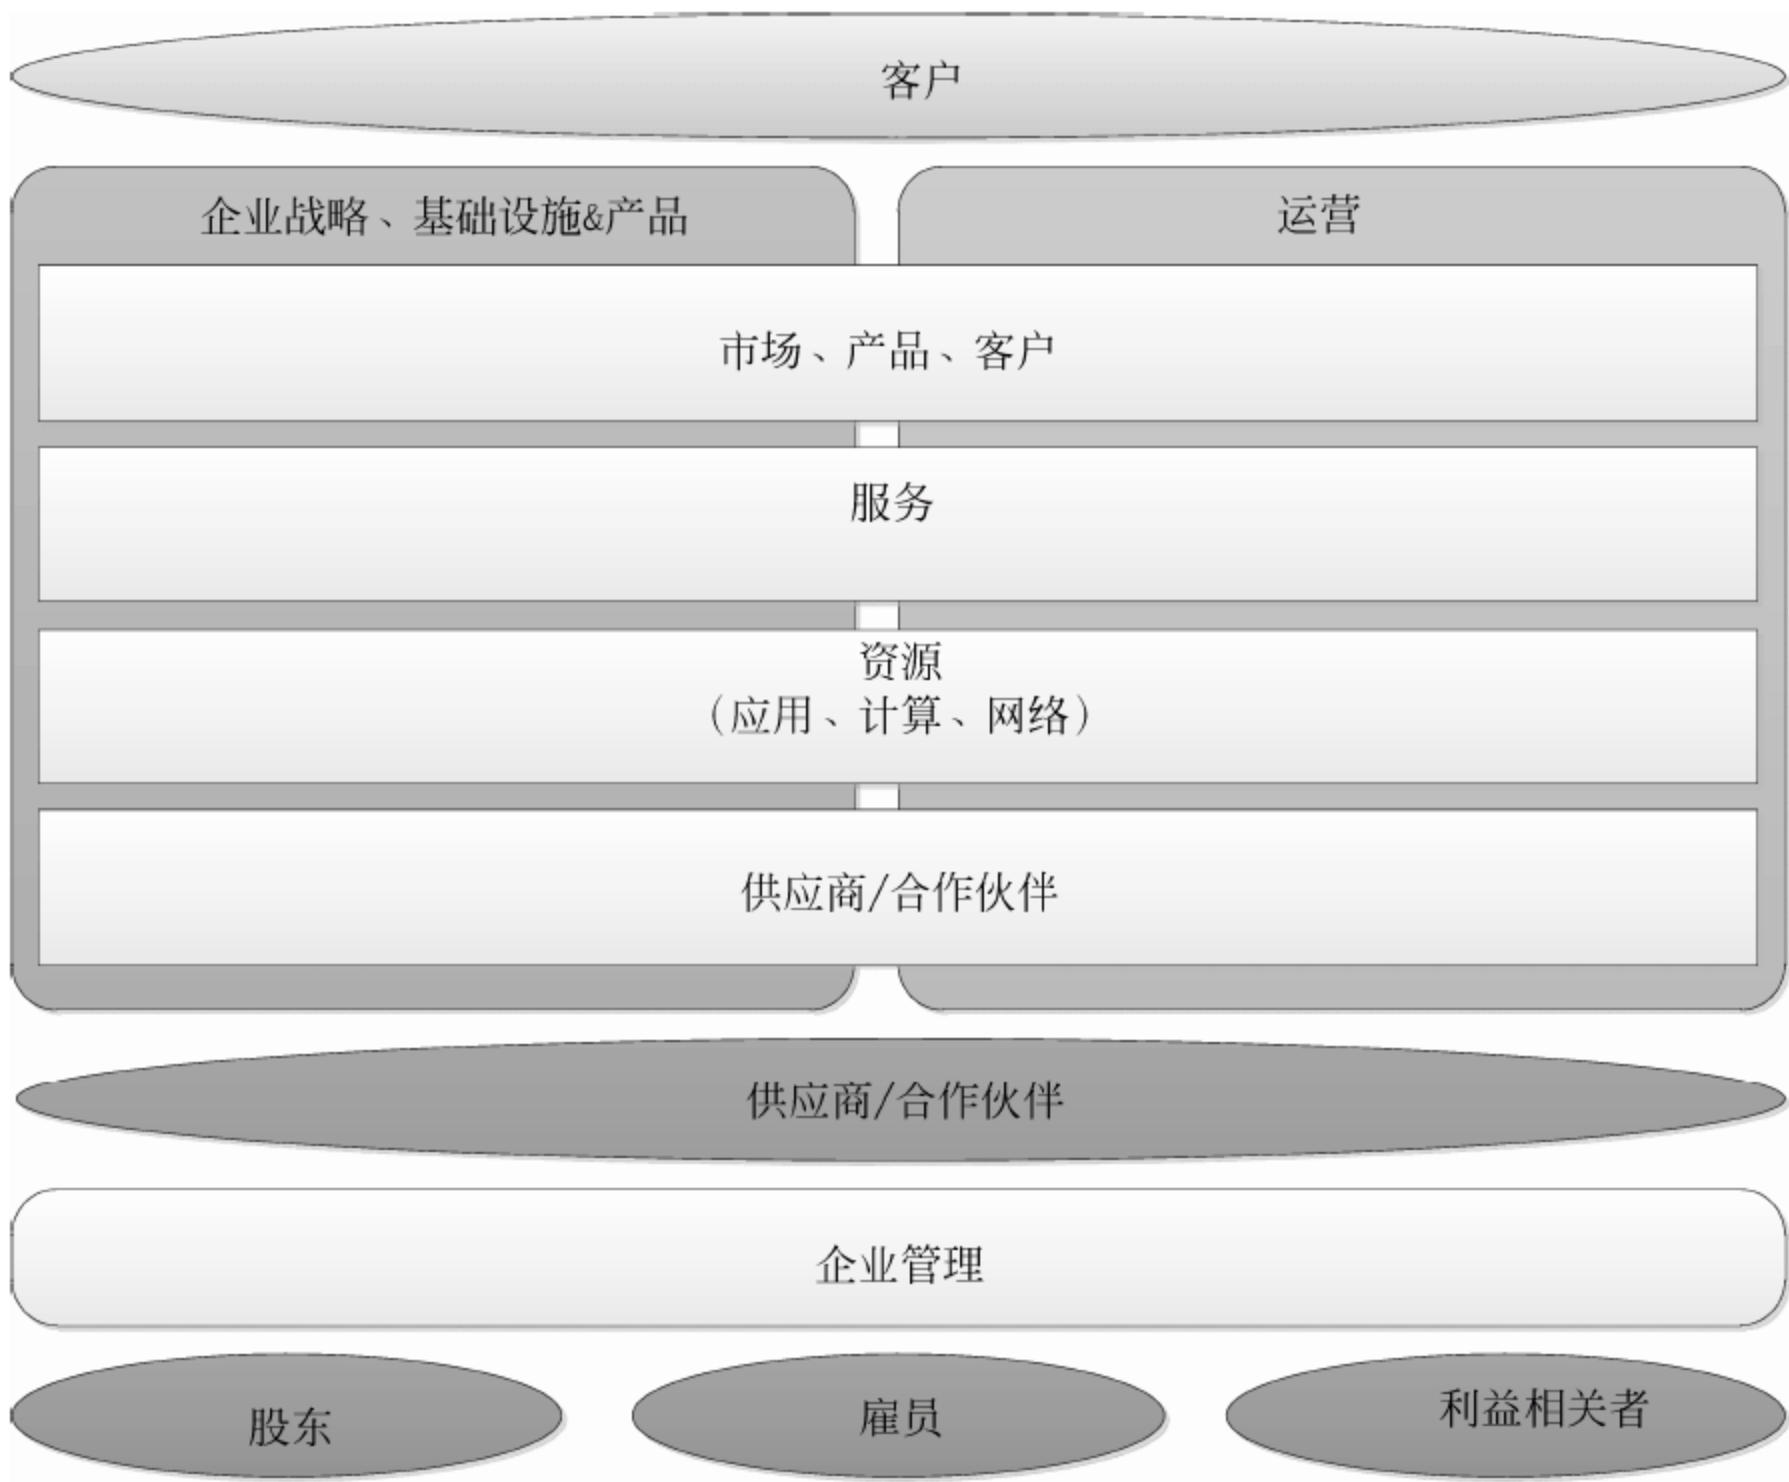 客户
企业战略、基础设施&产品
运营
市场、产品、客户
服务
资源
（应用、计算、网络）
供应商/合作伙伴
供应商/合作伙伴
企业管理
股东
雇员
利益相关者